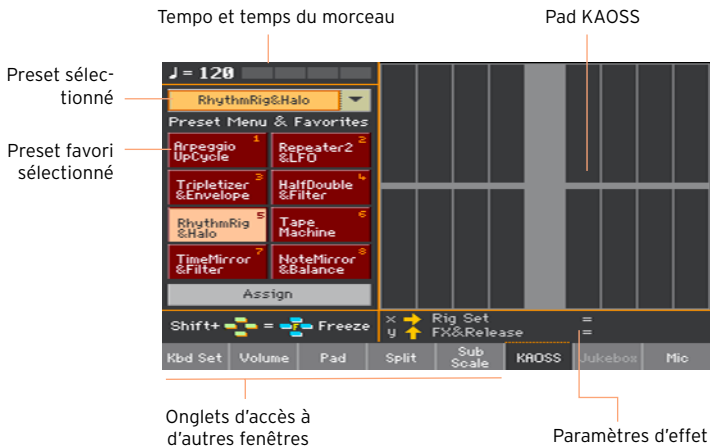 Tempo et temps du morceau
Pad KAOSS
Preset sélec-
tionné
Preset favori
sélectionné
♩ = 120
RhythmRig&Halo
Preset Menu & Favorites
Arpeggio 1
UpCycle
Repeater2 2
&LFO
Tripletizer 3
&Envelope
HalfDouble 4
&Filter
RhythmRig 5
&Halo
Tape 6
Machine
TimeMirror 7
&Filter
NoteMirror 8
&Balance
Assign
Shift+ = F Freeze
x Rig Set =
y FX&Release =
Kbd Set
Volume
Pad
Split
Sub
Scale
KAOSS
Jukebox
Mic
Onglets d'accès à
d'autres fenêtres
Paramètres d'effet